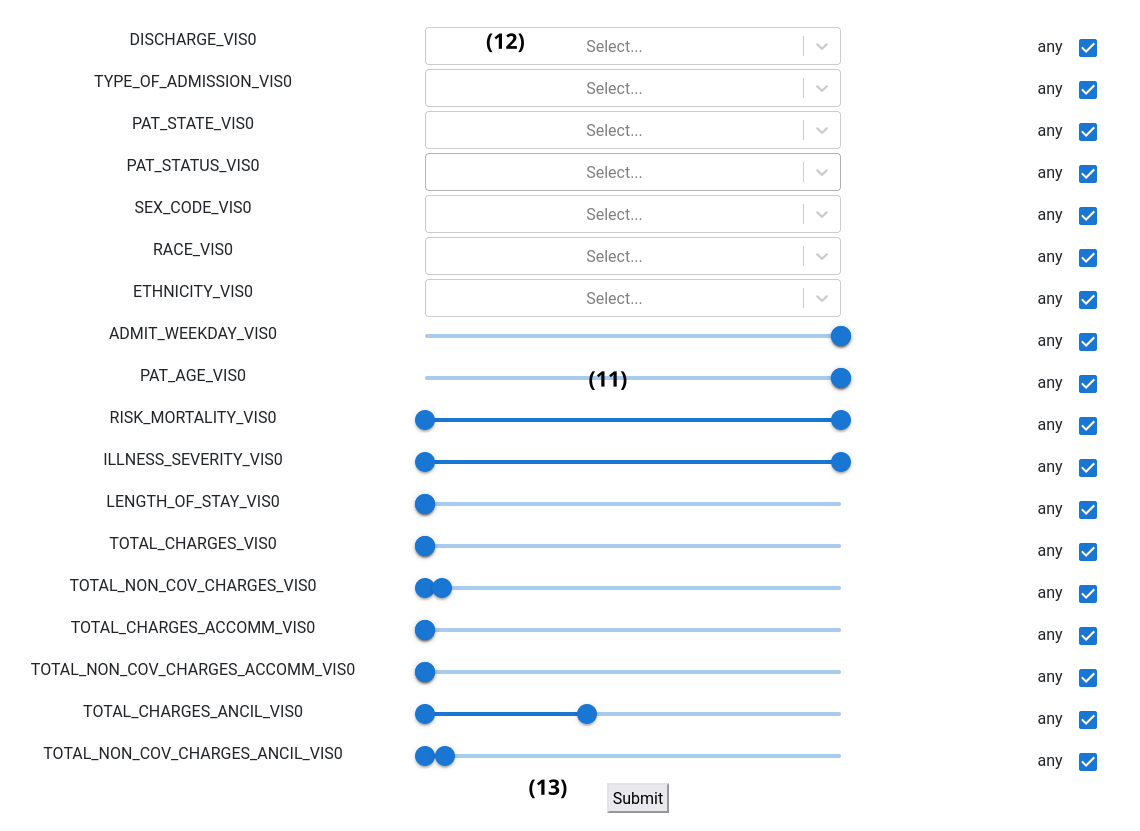 DISCHARGE_VIS0 (12) Select... any
TYPE_OF_ADMISSION_VIS0 Select... any
PAT_STATE_VIS0 Select... any
PAT_STATUS_VIS0 Select... any
SEX_CODE_VIS0 Select... any
RACE_VIS0 Select... any
ETHNICITY_VIS0 Select... any
ADMIT_WEEKDAY_VIS0 any
PAT_AGE_VIS0 (11) any
RISK_MORTALITY_VIS0 any
ILLNESS_SEVERITY_VIS0 any
LENGTH_OF_STAY_VIS0 any
TOTAL_CHARGES_VIS0 any
TOTAL_NON_COV_CHARGES_VIS0 any
TOTAL_CHARGES_ACCOMM_VIS0 any
TOTAL_NON_COV_CHARGES_ACCOMM_VIS0 any
TOTAL_CHARGES_ANCIL_VIS0 any
TOTAL_NON_COV_CHARGES_ANCIL_VIS0 any
(13) Submit